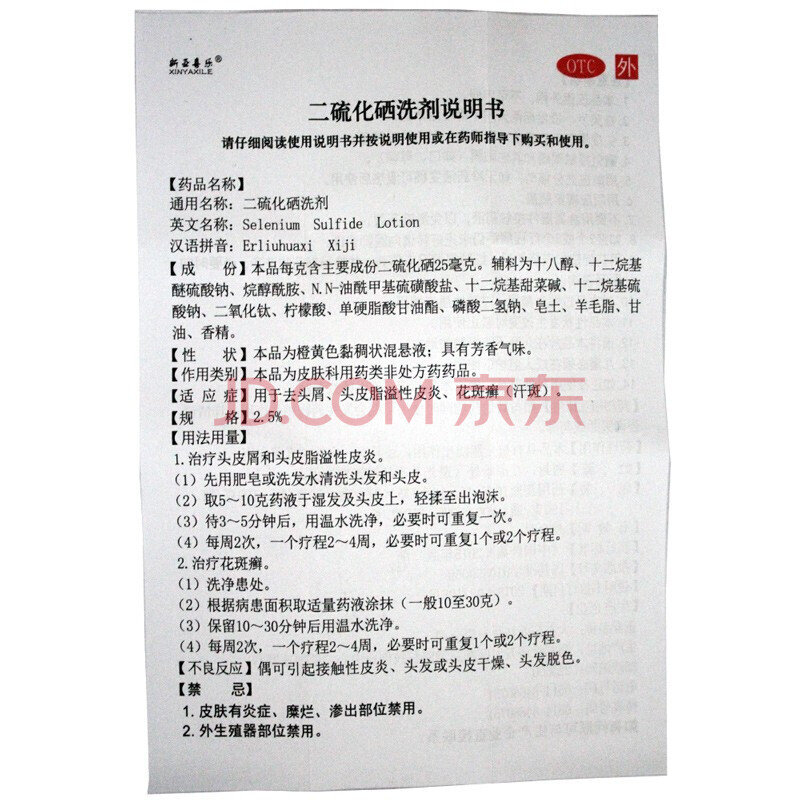 新亚喜乐®
XINYAXILE
OTC 外
二硫化硒洗剂说明书
请仔细阅读使用说明书并按说明使用或在药师指导下购买和使用。
【药品名称】
通用名称：二硫化硒洗剂
英文名称：Selenium Sulfide Lotion
汉语拼音：Erliuhuaxi Xiji
【成 份】本品每克含主要成份二硫化硒25毫克。辅料为十八醇、十二烷基
醚硫酸钠、烷醇酰胺、N.N-油酰甲基硫磺酸盐、十二烷基甜菜碱、十二烷基硫
酸钠、二氧化钛、柠檬酸、单硬脂酸甘油酯、磷酸二氢钠、皂土、羊毛脂、甘
油、香精。
【性 状】本品为橙黄色黏稠状混悬液；具有芳香气味。
【作用类别】本品为皮肤科用药类非处方药药品。
JD.COM 京东
【适 应 症】用于去头屑、头皮脂溢性皮炎、花斑癣（汗斑）。
【规 格】2.5%
【用法用量】
1.治疗头皮屑和头皮脂溢性皮炎。
（1）先用肥皂或洗发水清洗头发和头皮。
（2）取5～10克药液于湿发及头皮上，轻揉至出泡沫。
（3）待3～5分钟后，用温水洗净，必要时可重复一次。
（4）每周2次，一个疗程2～4周，必要时可重复1个或2个疗程。
2.治疗花斑癣。
（1）洗净患处。
（2）根据病患面积取适量药液涂抹（一般10至30克）。
（3）保留10～30分钟后用温水洗净。
（4）每周2次，一个疗程2～4周，必要时可重复1个或2个疗程。
【不良反应】偶可引起接触性皮炎、头发或头皮干燥、头发脱色。
【禁 忌】
1.皮肤有炎症、糜烂、渗出部位禁用。
2.外生殖器部位禁用。